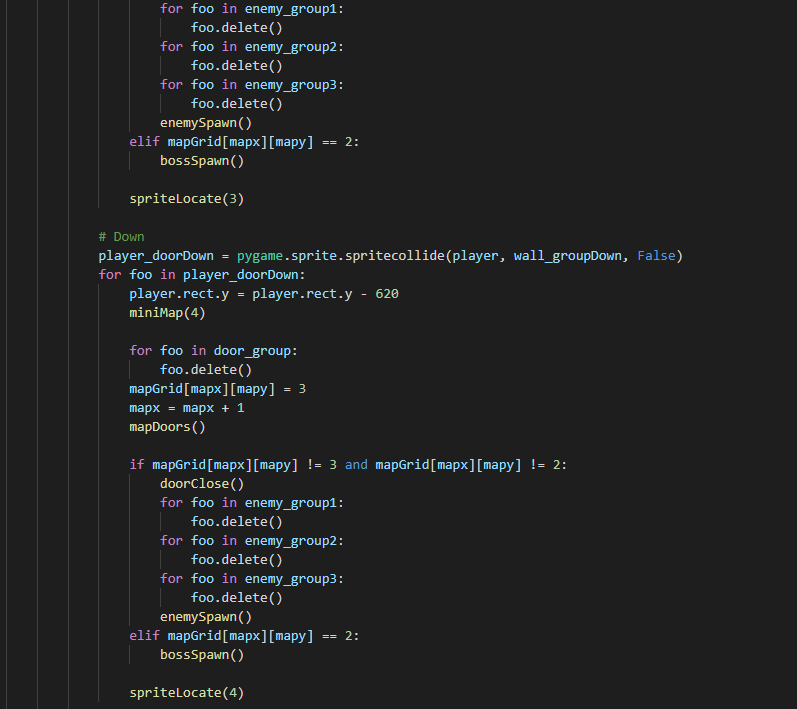 for foo in enemy_group1:
foo.delete()
for foo in enemy_group2:
foo.delete()
for foo in enemy_group3:
foo.delete()
enemySpawn()
elif mapGrid[mapx][mapy] == 2:
bossSpawn()
spriteLocate(3)
# Down
player_doorDown = pygame.sprite.spritecollide(player, wall_groupDown, False)
for foo in player_doorDown:
player.rect.y = player.rect.y - 620
miniMap(4)
for foo in door_group:
foo.delete()
mapGrid[mapx][mapy] = 3
mapx = mapx + 1
mapDoors()
if mapGrid[mapx][mapy] != 3 and mapGrid[mapx][mapy] != 2:
doorClose()
for foo in enemy_group1:
foo.delete()
for foo in enemy_group2:
foo.delete()
for foo in enemy_group3:
foo.delete()
enemySpawn()
elif mapGrid[mapx][mapy] == 2:
bossSpawn()
spriteLocate(4)